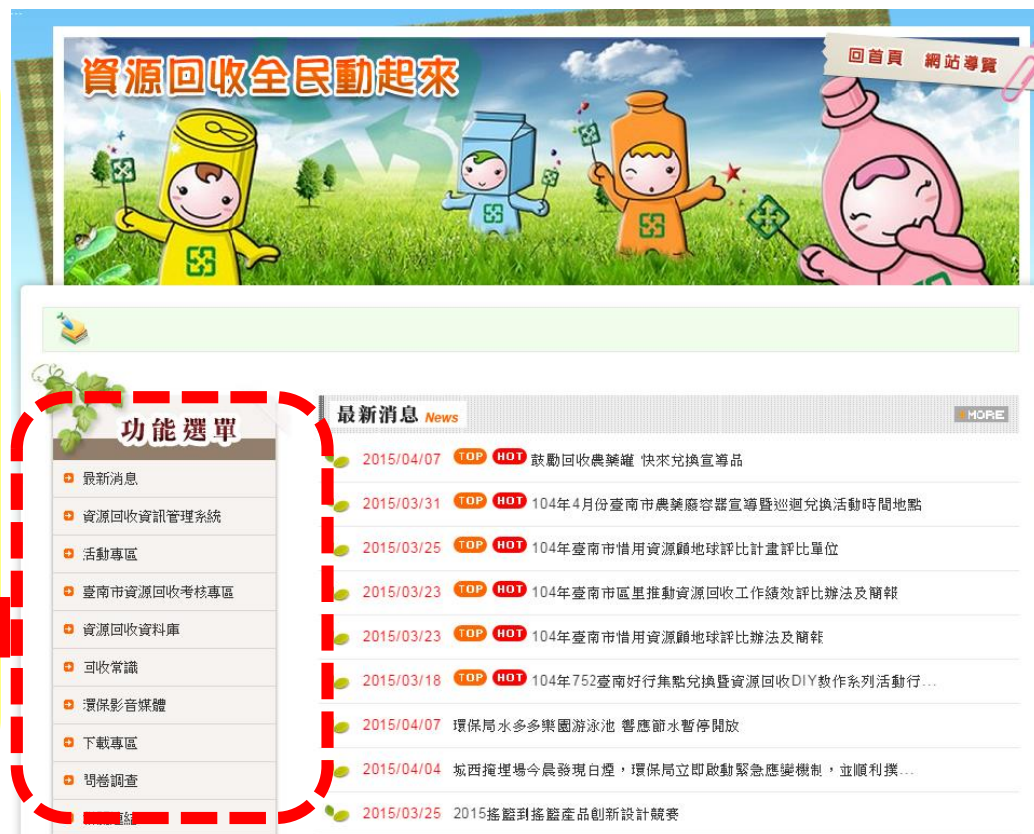 資源回收全民動起來
回首頁 網站導覽
功能選單
最新消息
資源回收資訊管理系統
活動專區
臺南市資源回收考核專區
資源回收資料庫
回收常識
環保影音媒體
下載專區
問卷調查
最新消息 News
MORE
2015/04/07 TOP HOT 鼓勵回收農藥罐 快來兌換宣導品
2015/03/31 TOP HOT 104年4月份臺南市農藥廢容器宣導暨巡迴兌換活動時間地點
2015/03/25 TOP HOT 104年臺南市惜用資源顧地球評比計畫評比單位
2015/03/23 TOP HOT 104年臺南市區里推動資源回收工作績效評比辦法及簡報
2015/03/23 TOP HOT 104年臺南市惜用資源顧地球評比辦法及簡報
2015/03/18 TOP HOT 104年752臺南好行集點兌換暨資源回收DIY教作系列活動行...
2015/04/07 環保局水多多樂園游泳池 響應節水暫停開放
2015/04/04 城西掩埋場今晨發現白煙，環保局立即啟動緊急應變機制，並順利撲...
2015/03/25 2015搖籃到搖籃產品創新設計競賽